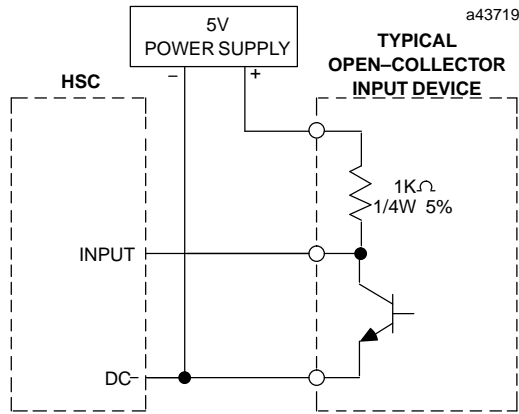 a43719
5V
POWER SUPPLY
– +
TYPICAL
OPEN–COLLECTOR
INPUT DEVICE
HSC
1KΩ
1/4W 5%
INPUT
DC–